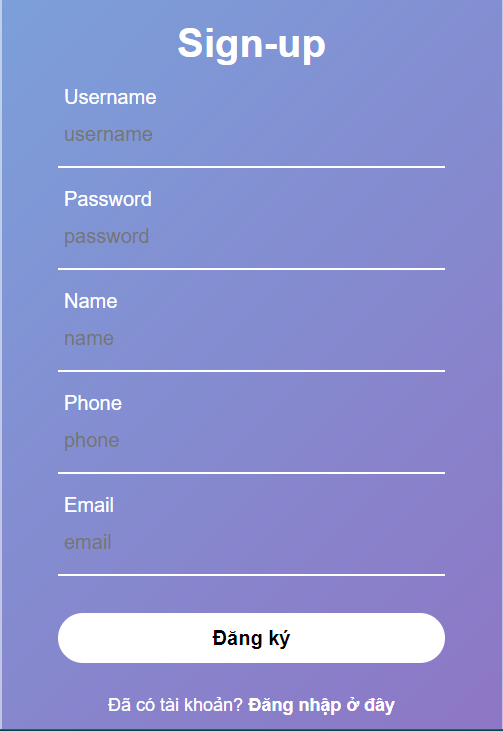 Sign-up
Username
username
Password
password
Name
name
Phone
phone
Email
email
Đăng ký
Đã có tài khoản? Đăng nhập ở đây